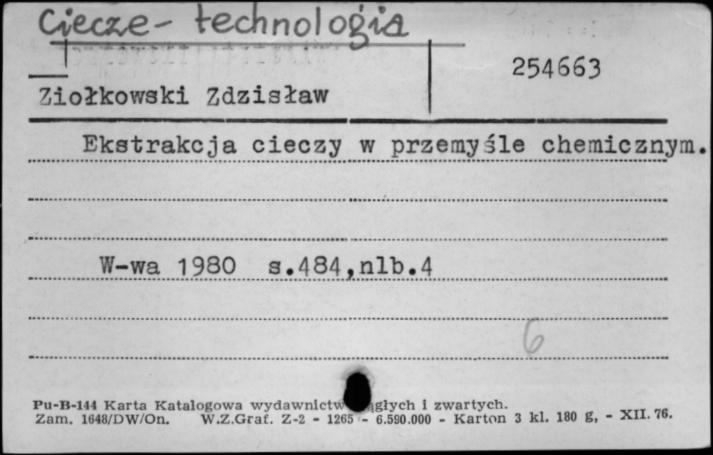 Ciecze - technologia
254663
Ziołkowski Zdzisław
Ekstrakcja cieczy w przemyśle chemicznym.
W-wa 1980 s.484,nlb.4
6
Pu-B-144 Karta Katalogowa wydawnictw ągłych i zwartych.
Zam. 1648/DW/On. W.Z.Graf. Z-2 - 1265 - 6.590.000 - Karton 3 kl. 180 g, - XII. 76.